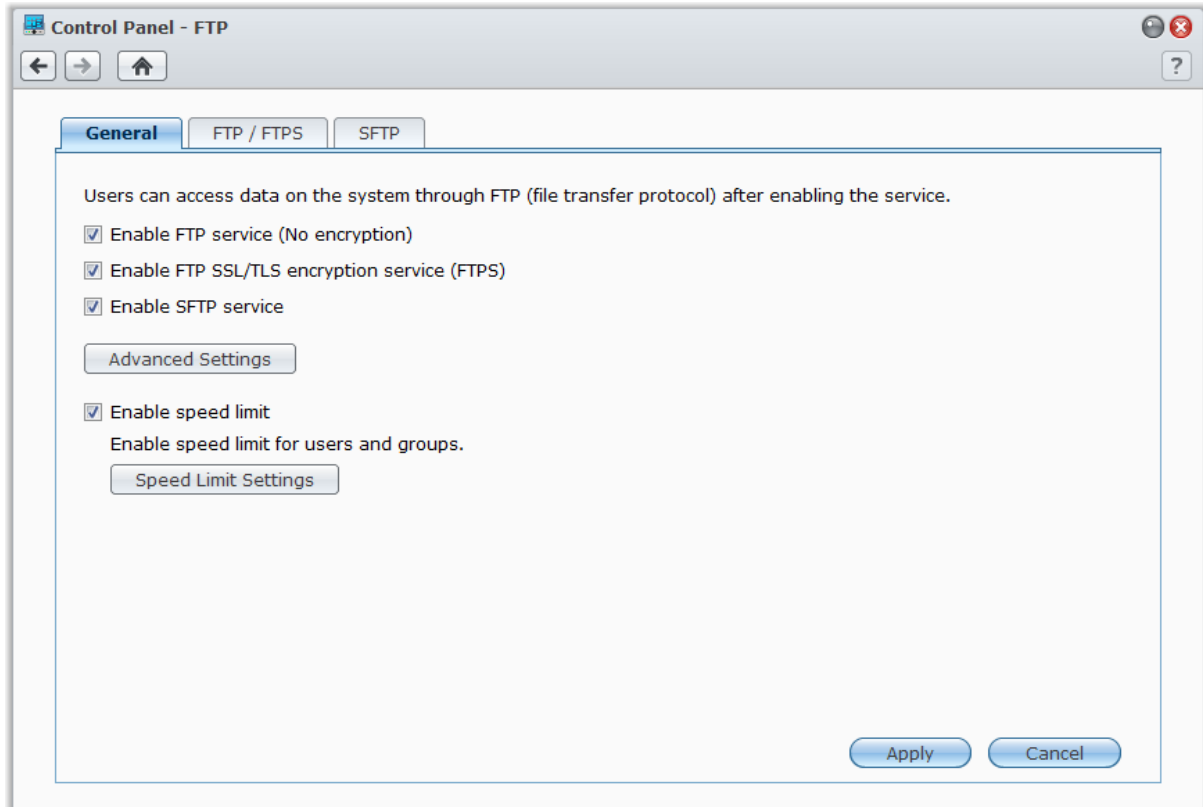 Control Panel - FTP
?
General FTP / FTPS SFTP
Users can access data on the system through FTP (file transfer protocol) after enabling the service.
Enable FTP service (No encryption)
Enable FTP SSL/TLS encryption service (FTPS)
Enable SFTP service
Advanced Settings
Enable speed limit
Enable speed limit for users and groups.
Speed Limit Settings
Apply Cancel